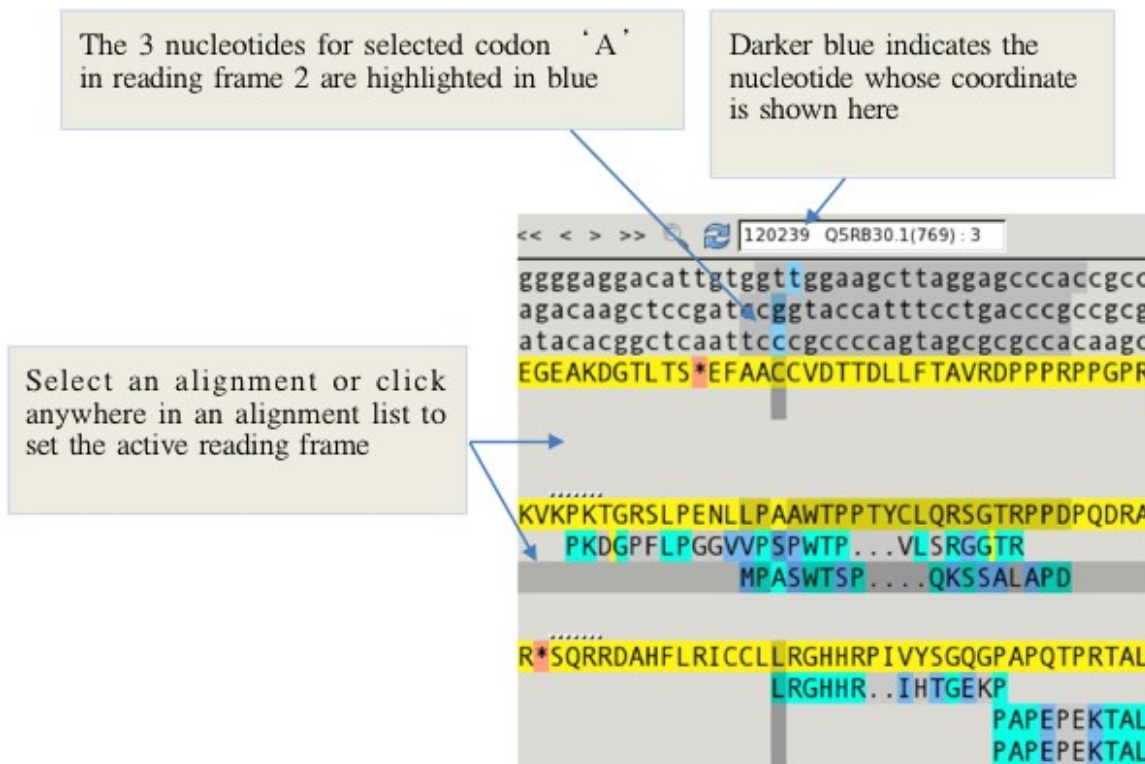 The 3 nucleotides for selected codon ‘A’
in reading frame 2 are highlighted in blue
Darker blue indicates the
nucleotide whose coordinate
is shown here
<< < > >> 120239 Q5RB30.1(769) : 3
ggggaggacattgtggttggaagcttaggagcccaccgcc
agacaagctccgatccggtaccatttcctgacccgccgcg
atacacggctcaattcccgccccagtagcgcgccacaagc
EGEAKDGTLTS*EFAACCVDTTDLLFTAVRDPPPRPPGPR
Select an alignment or click
anywhere in an alignment list to
set the active reading frame
KVKPKTGRSLPENLLPAAWTPPTYCLQRSGTRPPDPQDRA
PKDGPFLPGGVVPSPWTP...VLSRGGTR
MPASWTSP....QKSSALAPD
R*SQRRDAHFLRICCLLRGHHRPIVYSGQGPAPQTPRTAL
LRGHHR..IHTGEKP
PAPEPEKTAL
PAPEPEKTAL